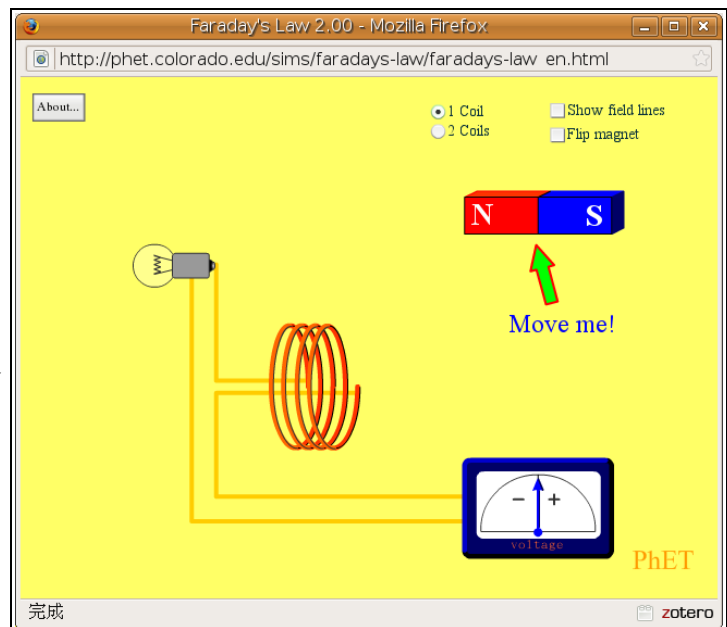 Faraday's Law 2.00 - Mozilla Firefox
http://phet.colorado.edu/sims/faradays-law/faradays-law_en.html
About...
1 Coil
2 Coils
Show field lines
Flip magnet
N S
Move me!
− +
voltage
PhET
完成
zotero